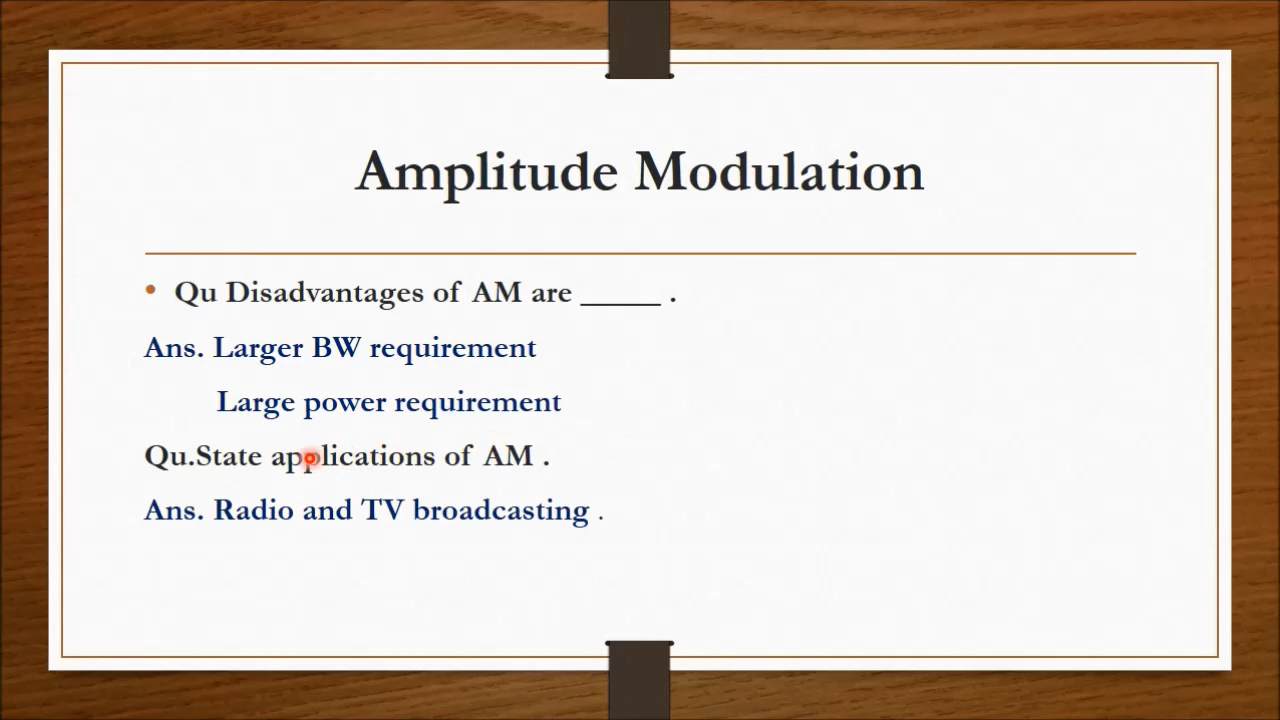 Amplitude Modulation
• Qu Disadvantages of AM are _____ .
Ans. Larger BW requirement
Large power requirement
Qu.State applications of AM .
Ans. Radio and TV broadcasting .